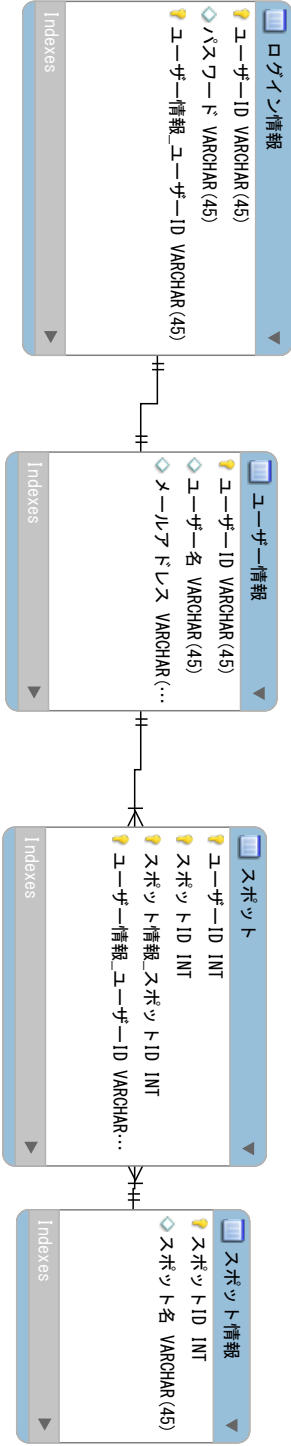 ログイン情報
ユーザーID VARCHAR(45)
パスワード VARCHAR(45)
ユーザー情報_ユーザーID VARCHAR(45)
Indexes
ユーザー情報
ユーザーID VARCHAR(45)
ユーザー名 VARCHAR(45)
メールアドレス VARCHAR(…
Indexes
スポット
ユーザーID INT
スポットID INT
スポット情報_スポットID INT
ユーザー情報_ユーザーID VARCHAR…
Indexes
スポット情報
スポットID INT
スポット名 VARCHAR(45)
Indexes